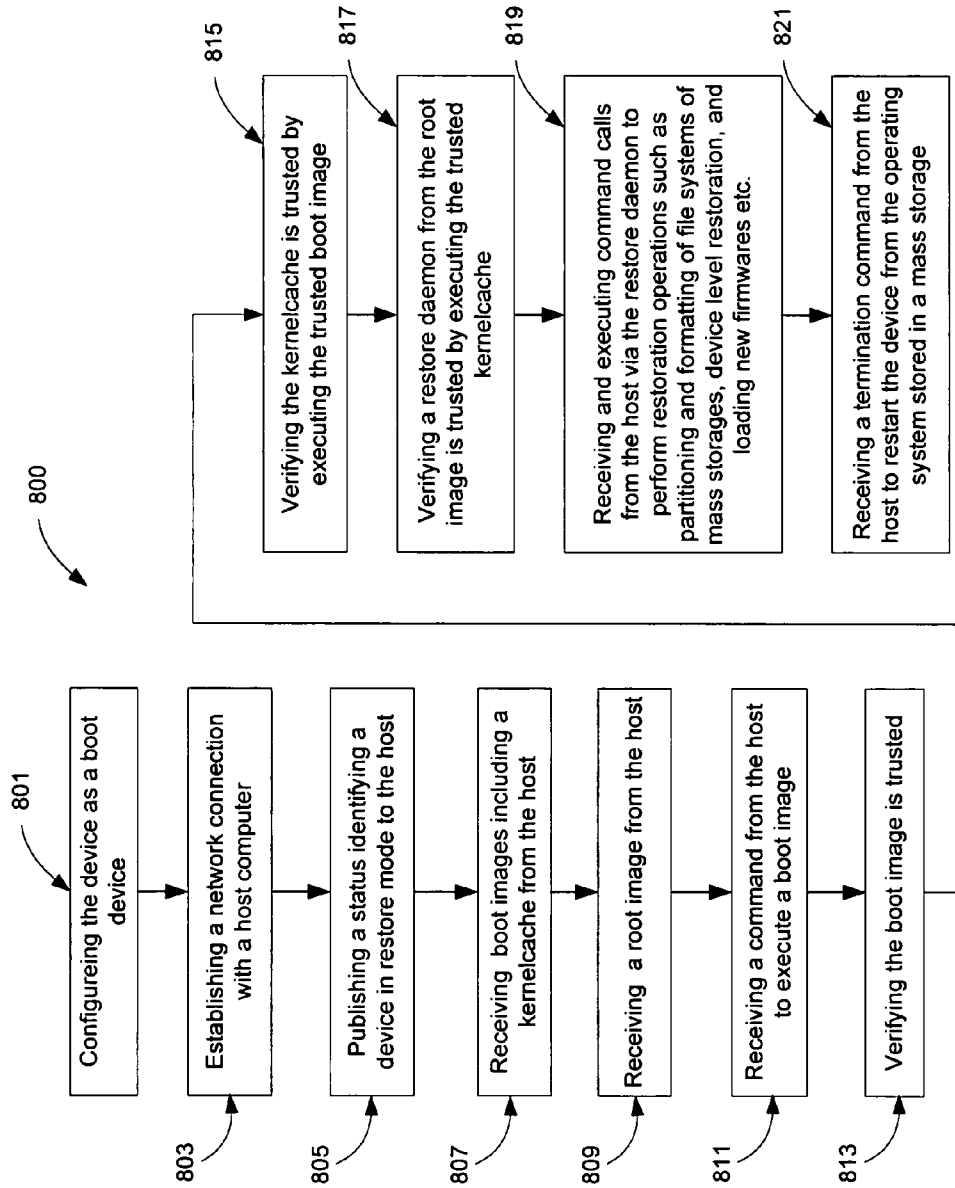 800
801
Configureing the device as a boot
device
803
Establishing a network connection
with a host computer
805
Publishing a status identifying a
device in restore mode to the host
807
Receiving boot images including a
kernelcache from the host
809
Receiving a root image from the host
811
Receiving a command from the host
to execute a boot image
813
Verifying the boot image is trusted
815
Verifying the kernelcache is trusted by
executing the trusted boot image
817
Verifying a restore daemon from the root
image is trusted by executing the trusted
kernelcache
819
Receiving and executing command calls
from the host via the restore daemon to
perform restoration operations such as
partitioning and formatting of file systems of
mass storages, device level restoration, and
loading new firmwares etc.
821
Receiving a termination command from the
host to restart the device from the operating
system stored in a mass storage